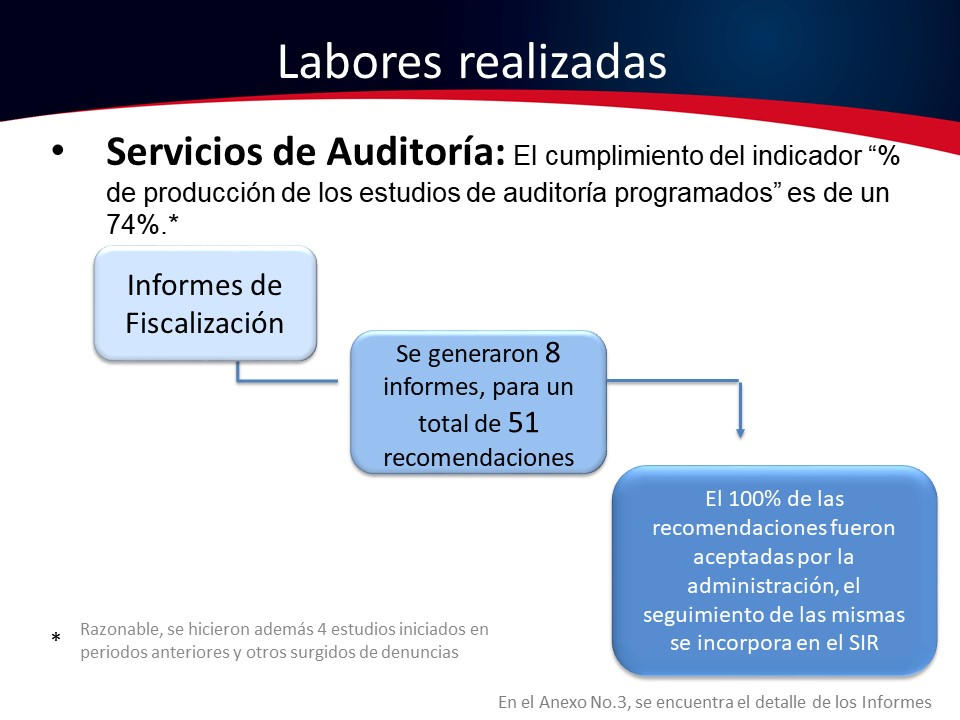 Labores realizadas
• Servicios de Auditoría: El cumplimiento del indicador “%
de producción de los estudios de auditoría programados” es de un
74%.*
Informes de
Fiscalización
Se generaron 8
informes, para un
total de 51
recomendaciones
El 100% de las
recomendaciones fueron
aceptadas por la
administración, el
seguimiento de las mismas
se incorpora en el SIR
* Razonable, se hicieron además 4 estudios iniciados en
periodos anteriores y otros surgidos de denuncias
En el Anexo No.3, se encuentra el detalle de los Informes